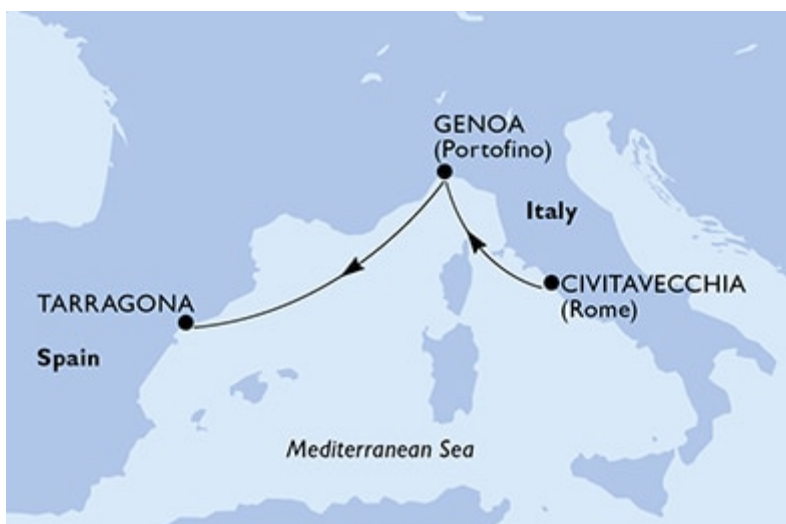 GENOA
(Portofino)
Italy
CIVITAVECCHIA
(Rome)
TARRAGONA
Spain
Mediterranean Sea